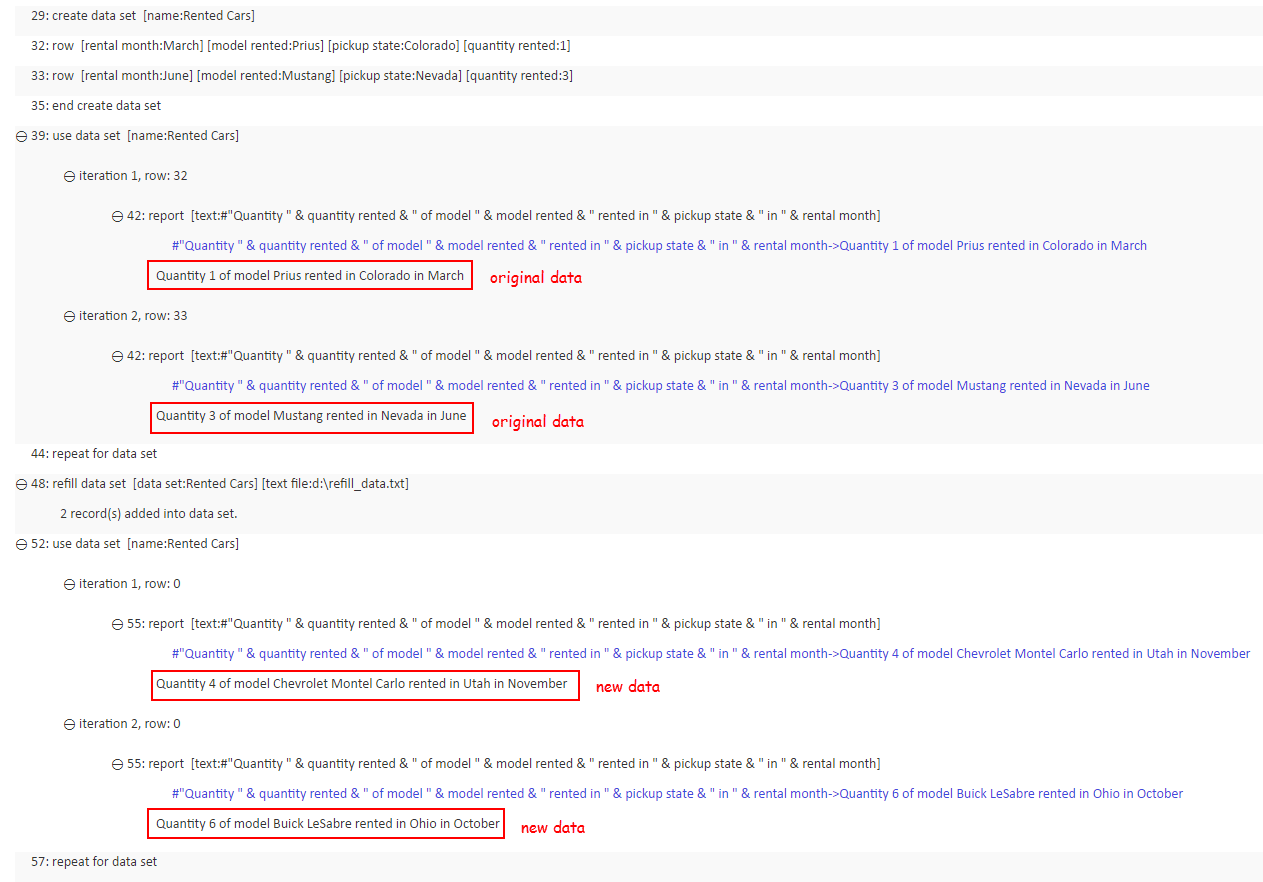 29: create data set [name:Rented Cars]
32: row [rental month:March] [model rented:Prius] [pickup state:Colorado] [quantity rented:1]
33: row [rental month:June] [model rented:Mustang] [pickup state:Nevada] [quantity rented:3]
35: end create data set
39: use data set [name:Rented Cars]
iteration 1, row: 32
42: report [text:#"Quantity " & quantity rented & " of model " & model rented & " rented in " & pickup state & " in " & rental month]
#"Quantity " & quantity rented & " of model " & model rented & " rented in " & pickup state & " in " & rental month->Quantity 1 of model Prius rented in Colorado in March
Quantity 1 of model Prius rented in Colorado in March original data
iteration 2, row: 33
42: report [text:#"Quantity " & quantity rented & " of model " & model rented & " rented in " & pickup state & " in " & rental month]
#"Quantity " & quantity rented & " of model " & model rented & " rented in " & pickup state & " in " & rental month->Quantity 3 of model Mustang rented in Nevada in June
Quantity 3 of model Mustang rented in Nevada in June original data
44: repeat for data set
48: refill data set [data set:Rented Cars] [text file:d:\refill_data.txt]
2 record(s) added into data set.
52: use data set [name:Rented Cars]
iteration 1, row: 0
55: report [text:#"Quantity " & quantity rented & " of model " & model rented & " rented in " & pickup state & " in " & rental month]
#"Quantity " & quantity rented & " of model " & model rented & " rented in " & pickup state & " in " & rental month->Quantity 4 of model Chevrolet Montel Carlo rented in Utah in November
Quantity 4 of model Chevrolet Montel Carlo rented in Utah in November new data
iteration 2, row: 0
55: report [text:#"Quantity " & quantity rented & " of model " & model rented & " rented in " & pickup state & " in " & rental month]
#"Quantity " & quantity rented & " of model " & model rented & " rented in " & pickup state & " in " & rental month->Quantity 6 of model Buick LeSabre rented in Ohio in October
Quantity 6 of model Buick LeSabre rented in Ohio in October new data
57: repeat for data set